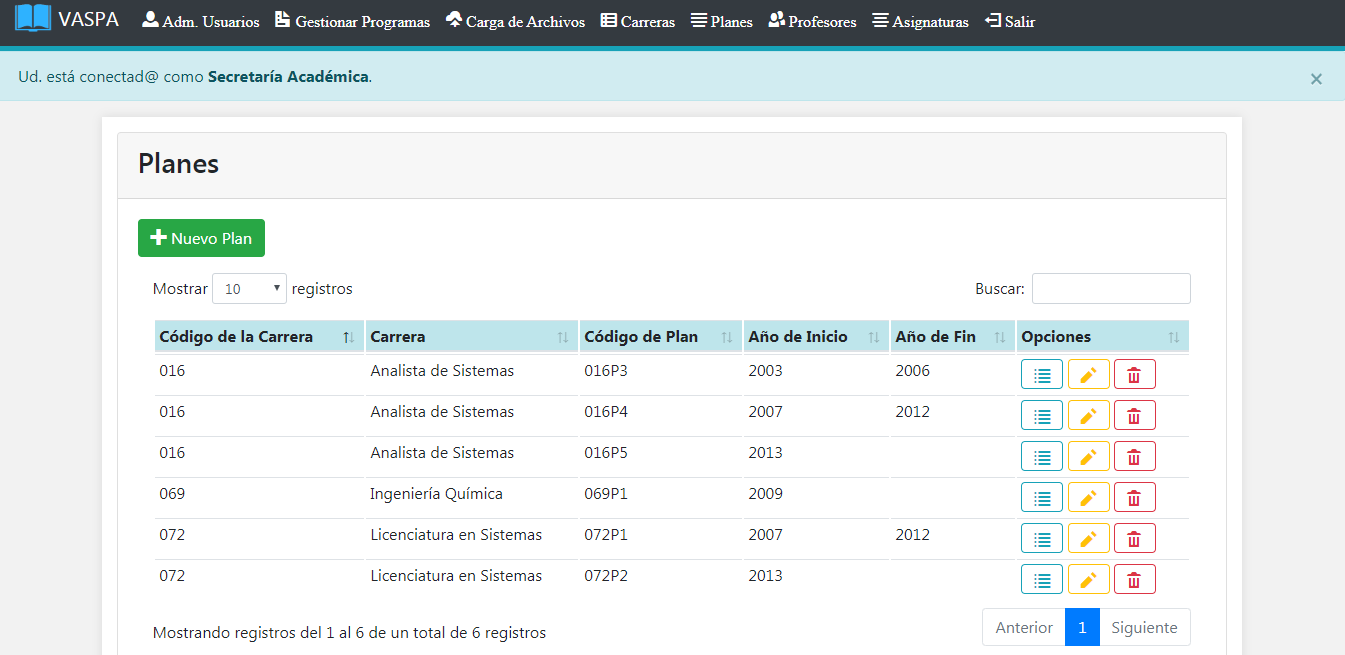 VASPA Adm. Usuarios Gestionar Programas Carga de Archivos Carreras Planes Profesores Asignaturas Salir
Ud. está conectad@ como Secretaría Académica. ×
Planes
Nuevo Plan
Mostrar 10 registros Buscar:
Código de la Carrera Carrera Código de Plan Año de Inicio Año de Fin Opciones
016 Analista de Sistemas 016P3 2003 2006
016 Analista de Sistemas 016P4 2007 2012
016 Analista de Sistemas 016P5 2013
069 Ingeniería Química 069P1 2009
072 Licenciatura en Sistemas 072P1 2007 2012
072 Licenciatura en Sistemas 072P2 2013
Mostrando registros del 1 al 6 de un total de 6 registros Anterior 1 Siguiente